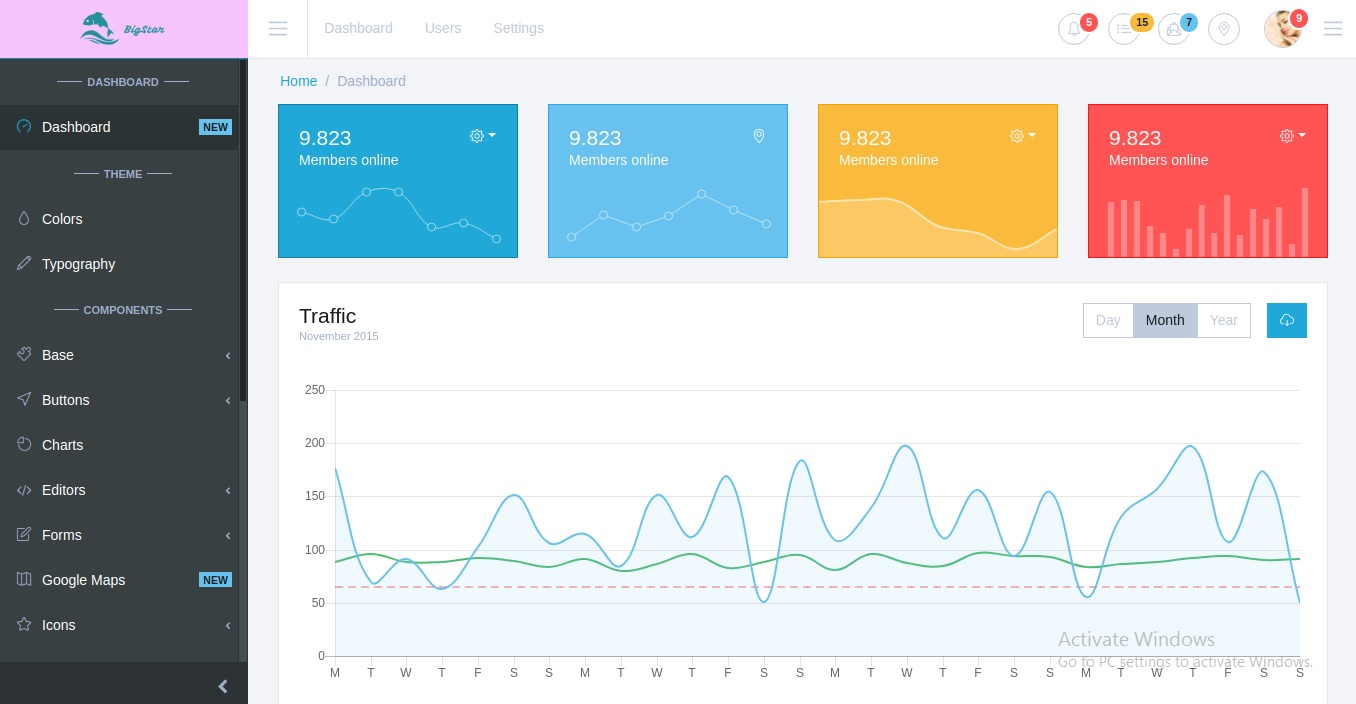 BigStar
Dashboard Users Settings
5 15 7 9
DASHBOARD
Dashboard NEW
THEME
Colors
Typography
COMPONENTS
Base
Buttons
Charts
Editors
Forms
Google Maps NEW
Icons
Home / Dashboard
9.823
Members online
9.823
Members online
9.823
Members online
9.823
Members online
Traffic
November 2015
Day Month Year
250
200
150
100
50
0
M T W T F S S M T W T F S S M T W T F S S M T W T F S S
Activate Windows
Go to PC settings to activate Windows.